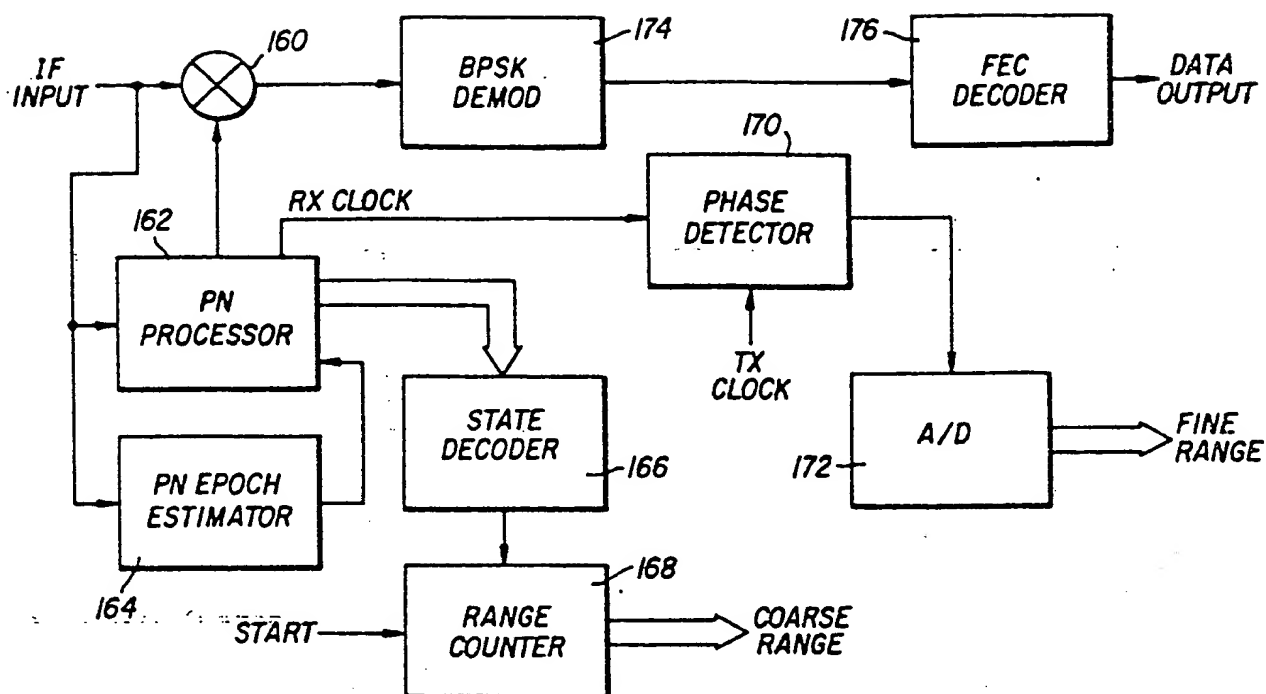 160
174
176
IF
INPUT
BPSK
DEMOD
FEC
DECODER
DATA
OUTPUT
170
RX CLOCK
PHASE
DETECTOR
162
PN
PROCESSOR
TX
CLOCK
STATE
DECODER
166
A/D
172
FINE
RANGE
PN EPOCH
ESTIMATOR
164
168
START
RANGE
COUNTER
COARSE
RANGE